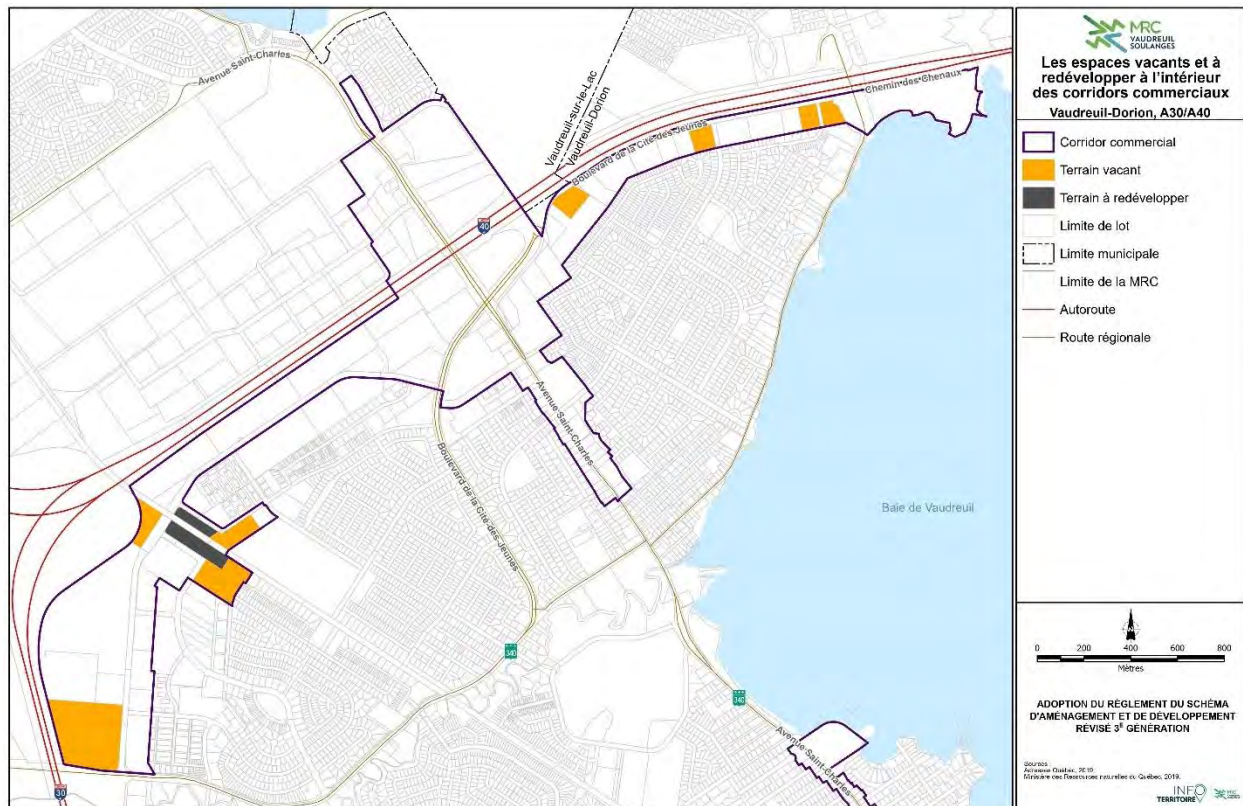 Avenue Saint-Charles
Vaudreuil-sur-le-Lac
Vaudreuil-Dorion
Boulevard de la Cité-des-Jeunes
Chemin des Chenaux
40
Avenue Saint-Charles
Boulevard de la Cité-des-Jeunes
Baie de Vaudreuil
340
340
Avenue Saint-Charles
30
MRC
VAUDREUIL
SOULANGES
Les espaces vacants et à
redévelopper à l'intérieur
des corridors commerciaux
Vaudreuil-Dorion, A30/A40
Corridor commercial
Terrain vacant
Terrain à redévelopper
Limite de lot
Limite municipale
Limite de la MRC
Autoroute
Route régionale
N
0 200 400 600 800
Mètres
ADOPTION DU RÈGLEMENT DU SCHÉMA
D'AMÉNAGEMENT ET DE DÉVELOPPEMENT
RÉVISÉ 3E GÉNÉRATION
Sources:
Adresses Québec, 2019.
Ministère des Ressources naturelles du Québec, 2019.
INFO
TERRITOIRE